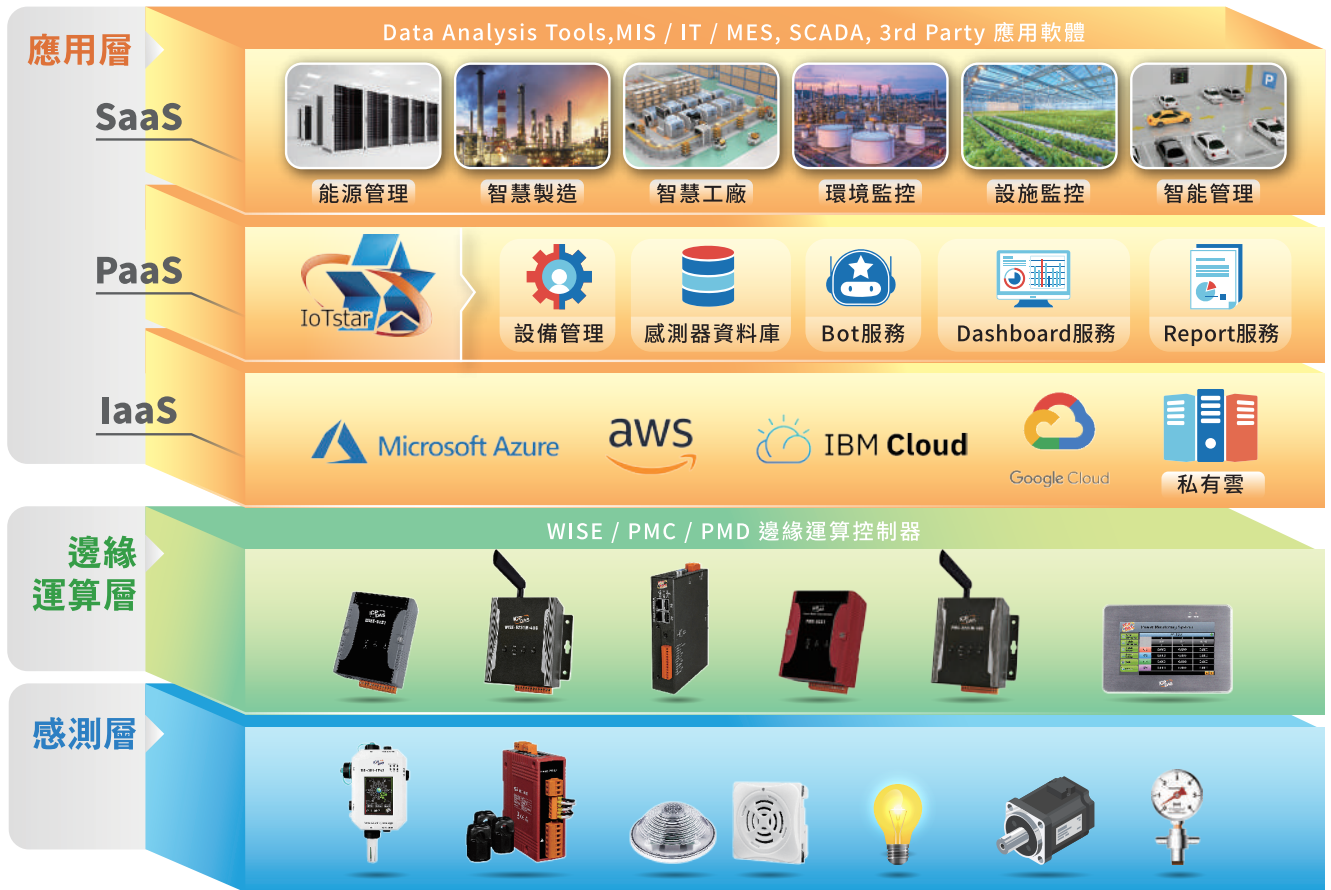 應用層
Data Analysis Tools,MIS / IT / MES, SCADA, 3rd Party 應用軟體
SaaS
能源管理
智慧製造
智慧工廠
環境監控
設施監控
智能管理
PaaS
IoTstar
設備管理
感測器資料庫
Bot服務
Dashboard服務
Report服務
IaaS
Microsoft Azure
aws
IBM Cloud
Google Cloud
私有雲
邊緣
運算層
WISE / PMC / PMD 邊緣運算控制器
感測層